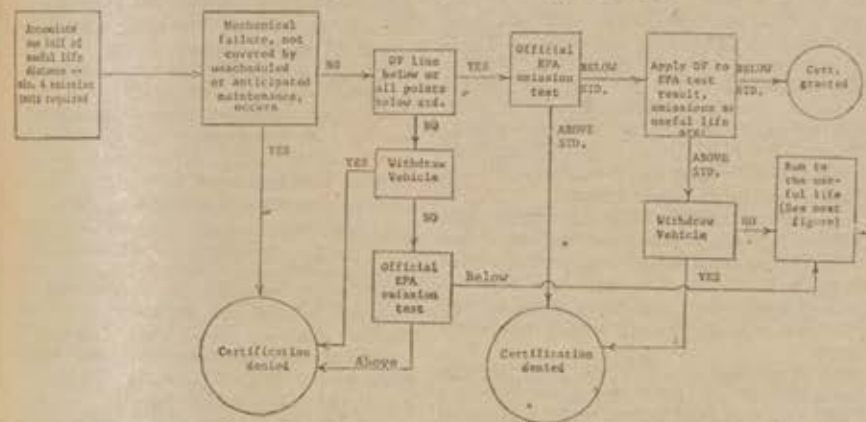 Accumulate
one half of
useful life
distance --
min. 4 emission
tests required
Mechanical
failure, not
covered by
unscheduled
or anticipated
maintenance,
occurs
NO
YES
DF line
below or
all points
below std.
YES
NO
Withdraw
Vehicle
YES
NO
Official
EPA
emission
test
Below
Above
Certification
denied
Official
EPA
emission
test
BELOW
STD.
ABOVE
STD.
Apply DF to
EPA test
result,
emissions at
useful life
are:
BELOW
STD.
Cert.
granted
ABOVE
STD.
Withdraw
Vehicle
NO
YES
Run to
the use-
ful life
(See next
figure)
Certification
denied